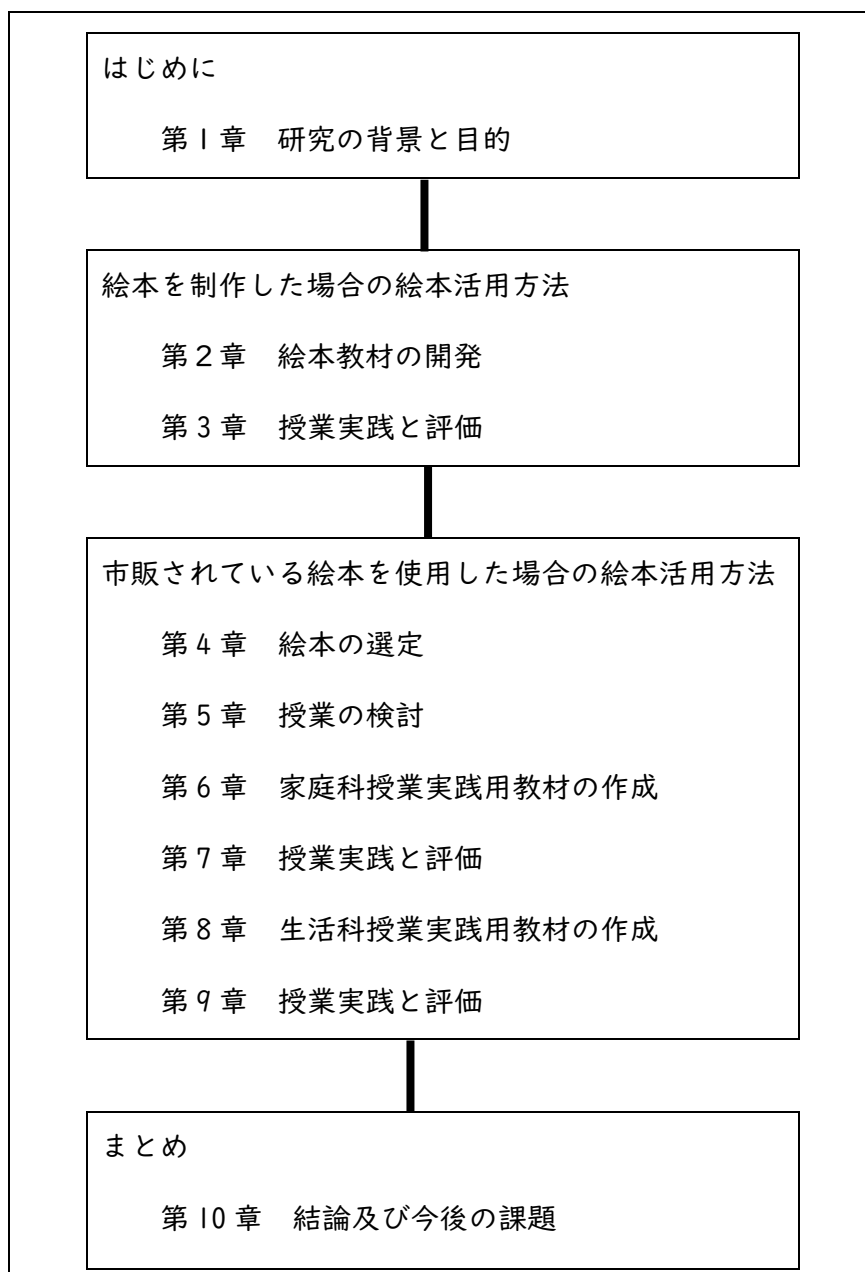 はじめに
第1章　研究の背景と目的
絵本を制作した場合の絵本活用方法
第2章　絵本教材の開発
第3章　授業実践と評価
市販されている絵本を使用した場合の絵本活用方法
第4章　絵本の選定
第5章　授業の検討
第6章　家庭科授業実践用教材の作成
第7章　授業実践と評価
第8章　生活科授業実践用教材の作成
第9章　授業実践と評価
まとめ
第10章　結論及び今後の課題